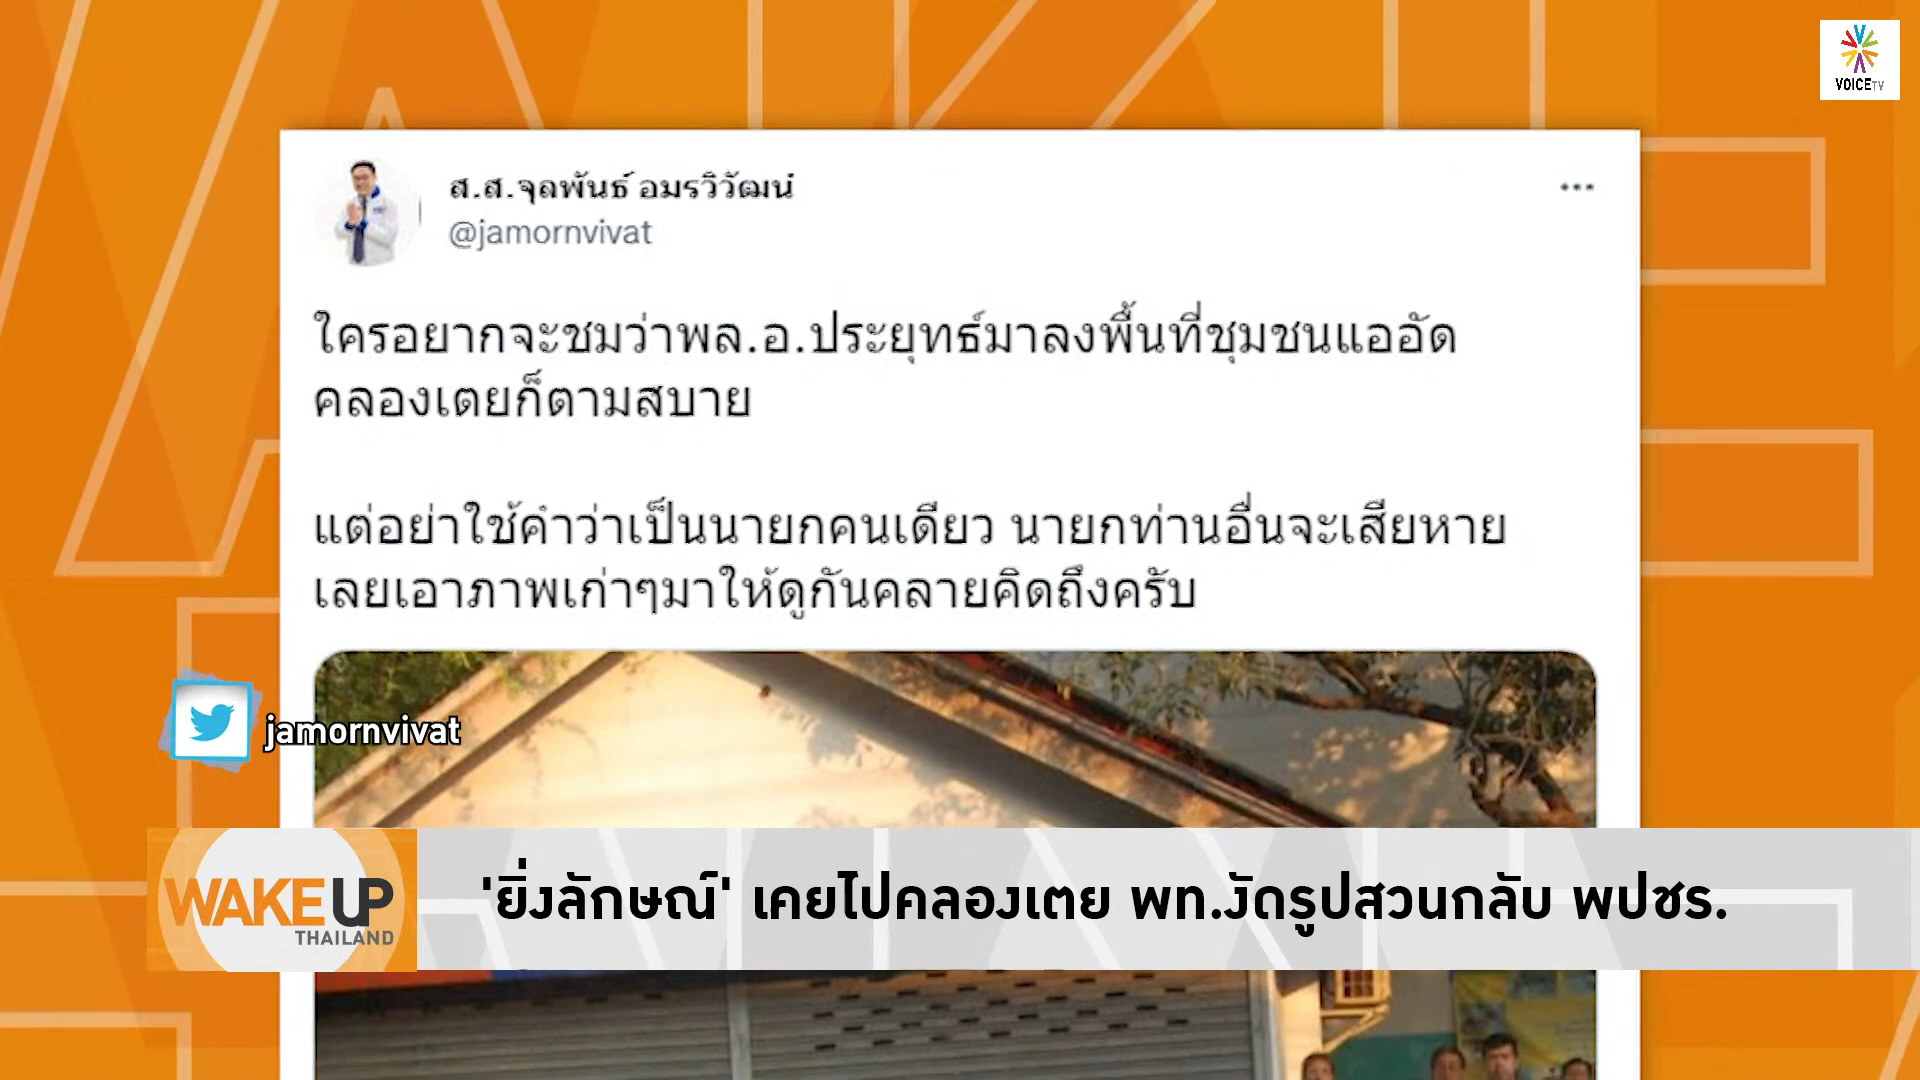 VOICETV
ส.ส.จุลพันธ์ อมรวิวัฒน์
@jamornvivat
ใครอยากจะชมว่าพล.อ.ประยุทธ์มาลงพื้นที่ชุมชนแออัด
คลองเตยก็ตามสบาย
แต่อย่าใช้คำว่าเป็นนายกคนเดียว นายกท่านอื่นจะเสียหาย
เลยเอาภาพเก่าๆมาให้ดูกันคลายคิดถึงครับ
jamornvivat
WAKE UP
THAILAND
'ยิ่งลักษณ์' เคยไปคลองเตย พท.งัดรูปสวนกลับ พปชร.